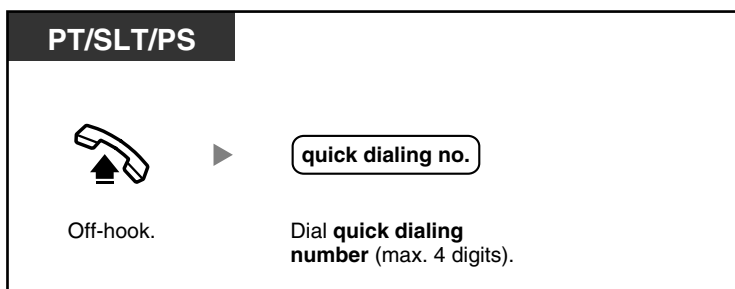 PT/SLT/PS
quick dialing no.
Off-hook.
Dial quick dialing
number (max. 4 digits).